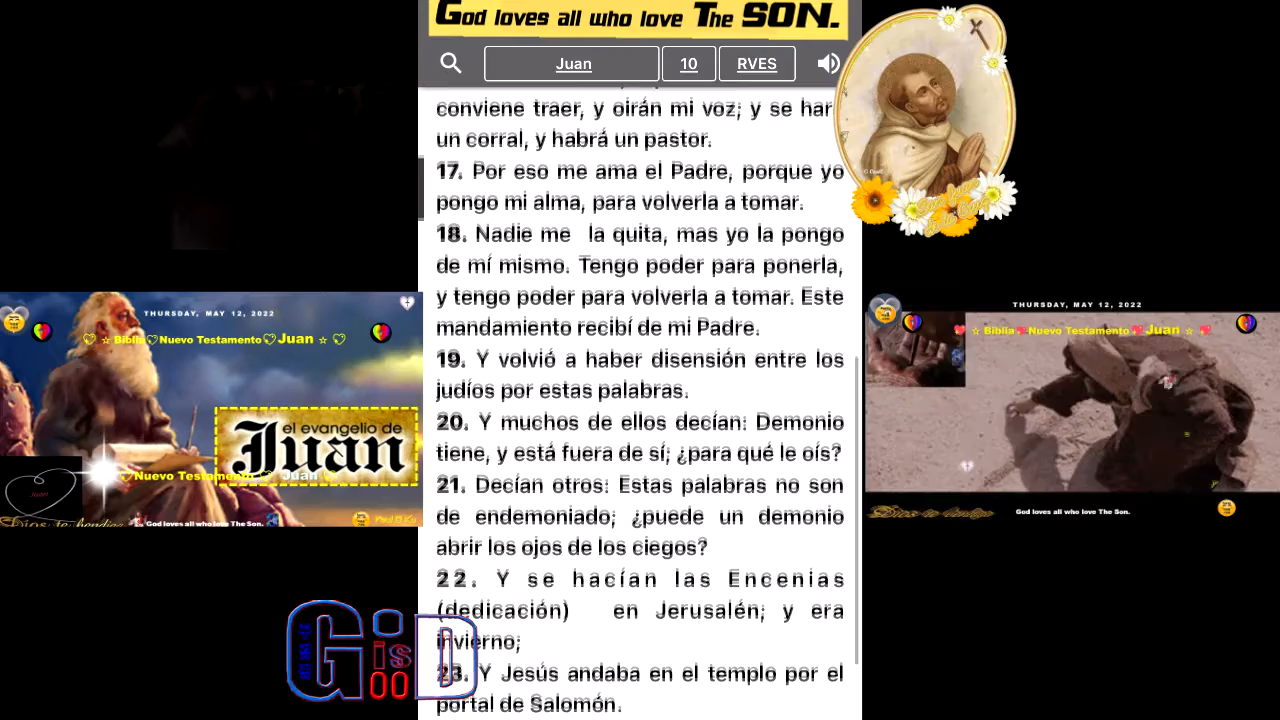 God loves all who love The SON.
Juan 10 RVES
conviene traer, y oirán mi voz; y se har
un corral, y habrá un pastor.
17. Por eso me ama el Padre, porque yo
pongo mi alma, para volverla a tomar.
18. Nadie me la quita, mas yo la pongo
de mí mismo. Tengo poder para ponerla,
y tengo poder para volverla a tomar. Este
mandamiento recibí de mi Padre.
19. Y volvió a haber disensión entre los
judíos por estas palabras.
20. Y muchos de ellos decían: Demonio
tiene, y está fuera de sí; ¿para qué le oís?
21. Decían otros: Estas palabras no son
de endemoniado; ¿puede un demonio
abrir los ojos de los ciegos?
22. Y se hacían las Encenias
(dedicación) en Jerusalén; y era
invierno;
23. Y Jesús andaba en el templo por el
portal de Salomón.
THURSDAY, MAY 12, 2022
☆ Biblia Nuevo Testamento Juan ☆
el evangelio de
Juan
Nuevo Testamento Juan
Dios te bendiga
God loves all who love The Son.
THURSDAY, MAY 12, 2022
☆ Biblia Nuevo Testamento Juan ☆
Dios te bendiga
God loves all who love The Son.
G is D